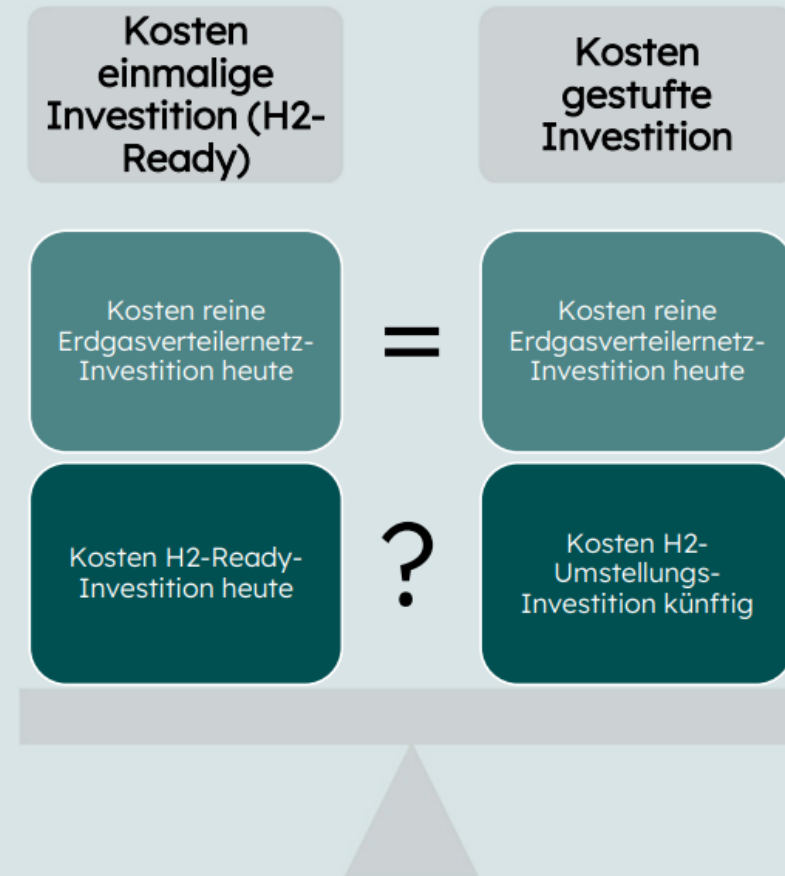 Kosten
einmalige
Investition (H2-
Ready)
Kosten
gestufte
Investition
Kosten reine
Erdgasverteilernetz-
Investition heute
=
Kosten reine
Erdgasverteilernetz-
Investition heute
Kosten H2-Ready-
Investition heute
?
Kosten H2-
Umstellungs-
Investition künftig